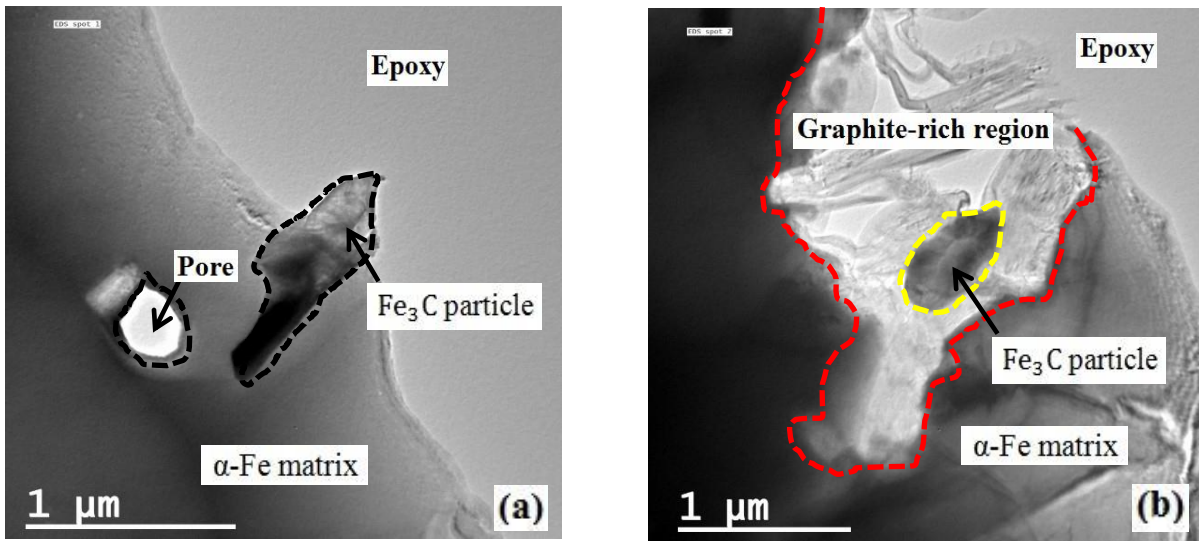 EDS spot 1
Epoxy
Pore
Fe₃C particle
α-Fe matrix
1 μm
(a)
EDS spot 2
Epoxy
Graphite-rich region
Fe₃C particle
α-Fe matrix
1 μm
(b)